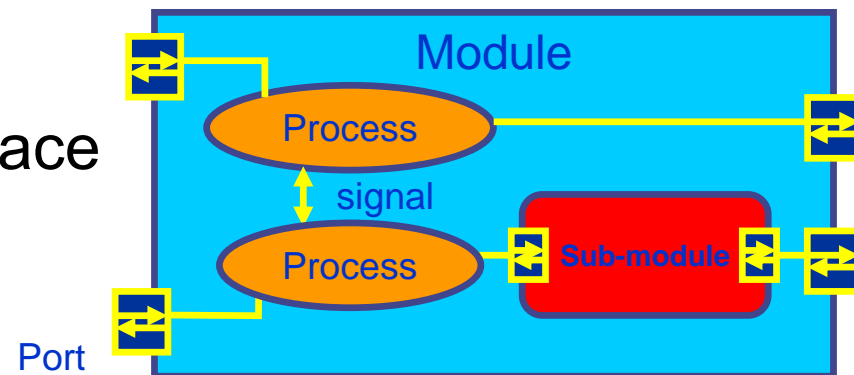 Module
Process
ace
signal
Process
Sub-module
Port